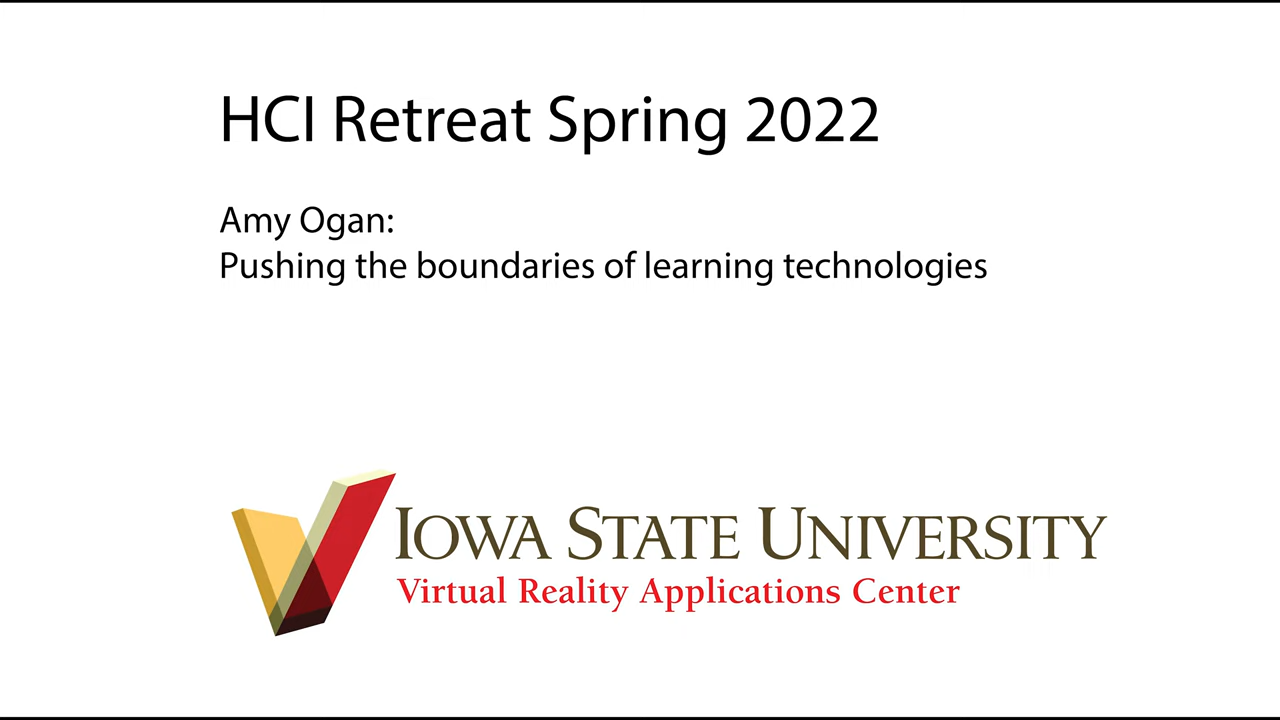 HCI Retreat Spring 2022
Amy Ogan:
Pushing the boundaries of learning technologies
IOWA STATE UNIVERSITY
Virtual Reality Applications Center